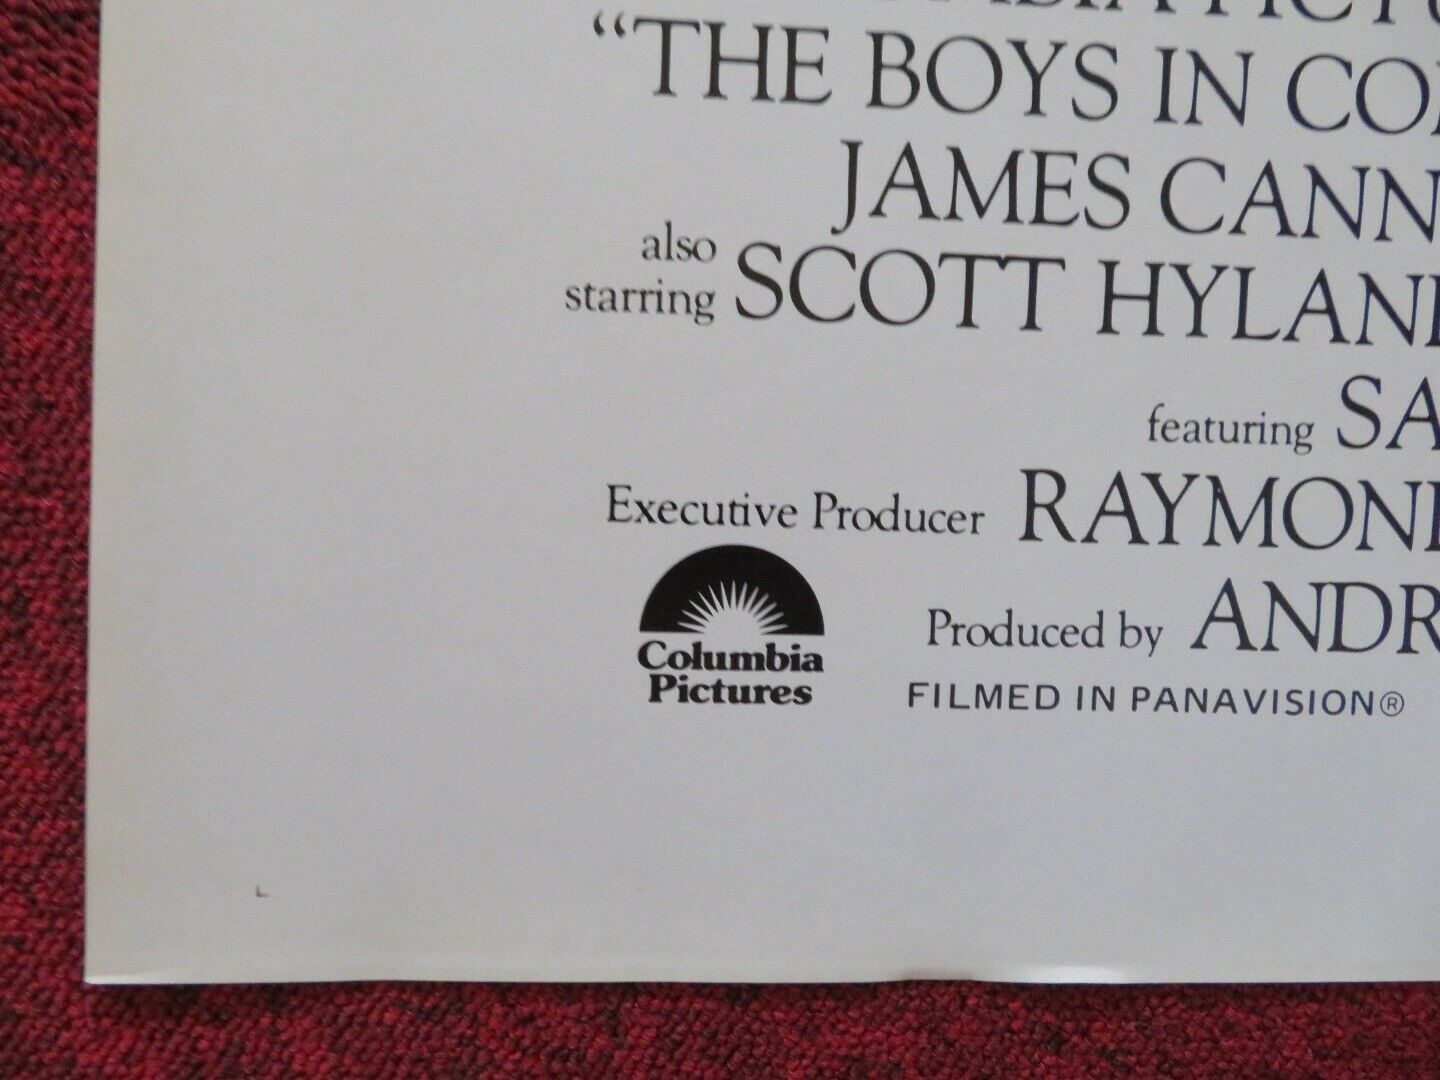 “THE BOYS IN CO
JAMES CANN
also starring SCOTT HYLAN
featuring SA
Executive Producer RAYMON
Produced by ANDR
Columbia
Pictures
FILMED IN PANAVISION®